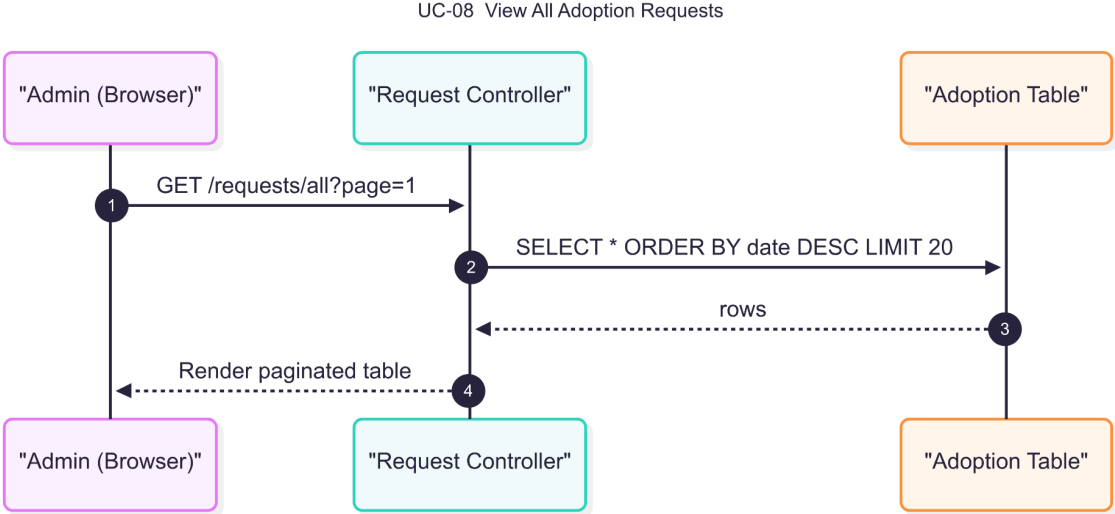 UC-08  View All Adoption Requests
"Admin (Browser)"
"Request Controller"
"Adoption Table"
GET /requests/all?page=1
1
SELECT * ORDER BY date DESC LIMIT 20
2
rows
3
Render paginated table
4
"Admin (Browser)"
"Request Controller"
"Adoption Table"